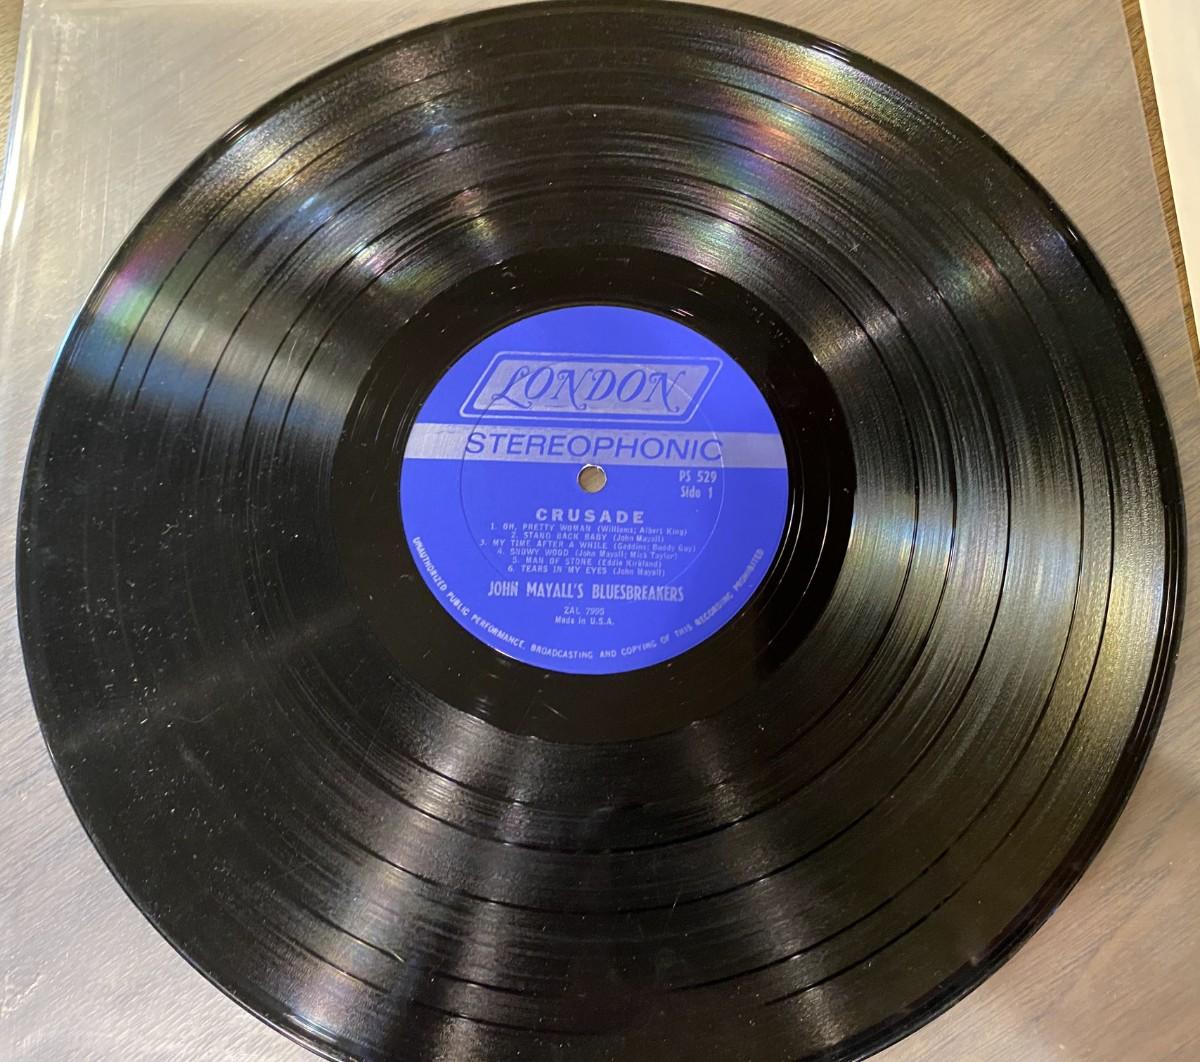 LONDON
STEREOPHONIC
PS 529
Side 1
CRUSADE
1. OH, PRETTY WOMAN (Williams; Albert King)
2. STAND BACK BABY (John Mayall)
3. MY TIME AFTER A WHILE (Geddins; Buddy Guy)
4. SNOWY WOOD (John Mayall; Mick Taylor)
5. MAN OF STONE (Eddie Kirkland)
6. TEARS IN MY EYES (John Mayall)
JOHN MAYALL'S BLUESBREAKERS
ZAL 7995
Made in U.S.A.
UNAUTHORIZED PUBLIC PERFORMANCE, BROADCASTING AND COPYING OF THIS RECORDING PROHIBITED